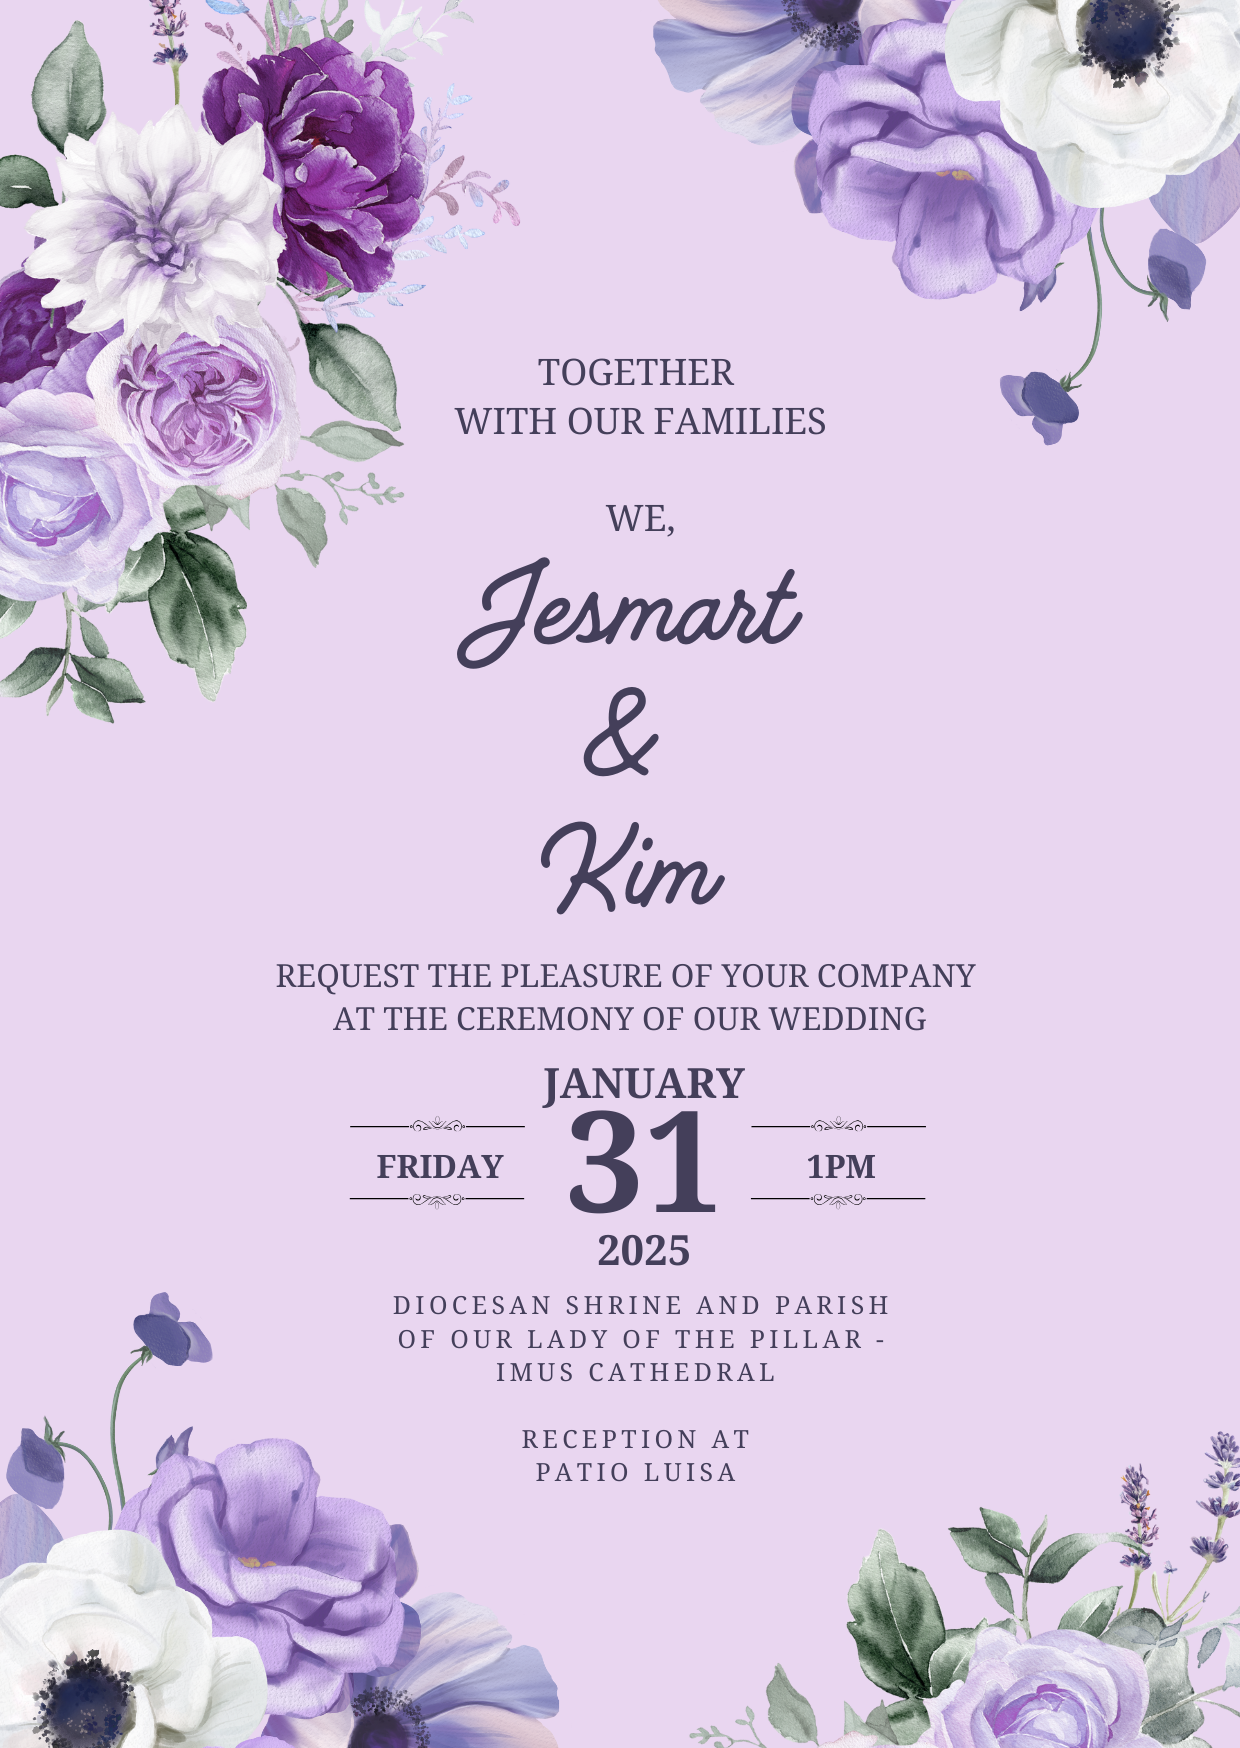 TOGETHER
WITH OUR FAMILIES
WE,
Jesmart
&
Kim
REQUEST THE PLEASURE OF YOUR COMPANY
AT THE CEREMONY OF OUR WEDDING
JANUARY
FRIDAY 31 1PM
2025
DIOCESAN SHRINE AND PARISH
OF OUR LADY OF THE PILLAR -
IMUS CATHEDRAL
RECEPTION AT
PATIO LUISA